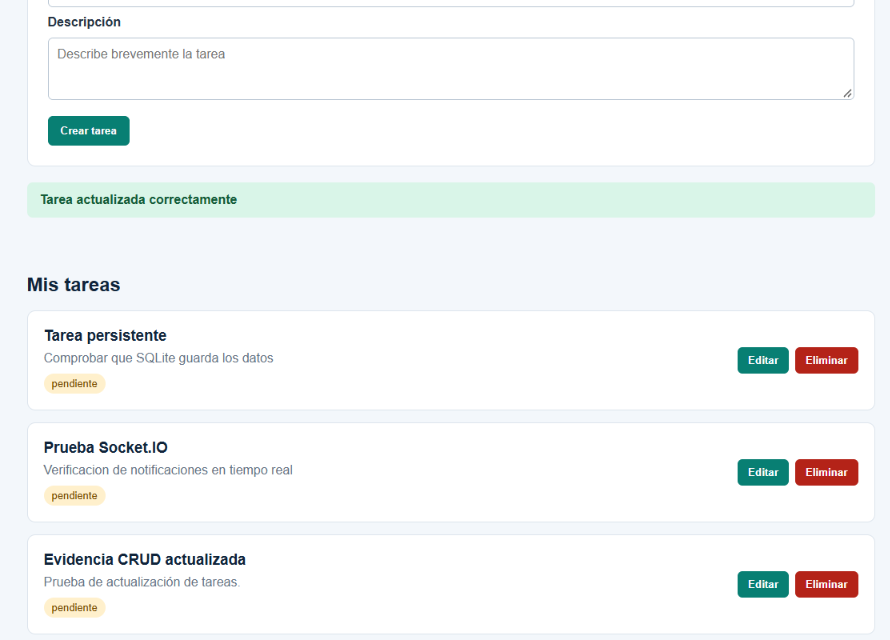 Descripción
Describe brevemente la tarea
Crear tarea
Tarea actualizada correctamente
Mis tareas
Tarea persistente
Comprobar que SQLite guarda los datos
pendiente
Editar
Eliminar
Prueba Socket.IO
Verificacion de notificaciones en tiempo real
pendiente
Editar
Eliminar
Evidencia CRUD actualizada
Prueba de actualización de tareas.
pendiente
Editar
Eliminar